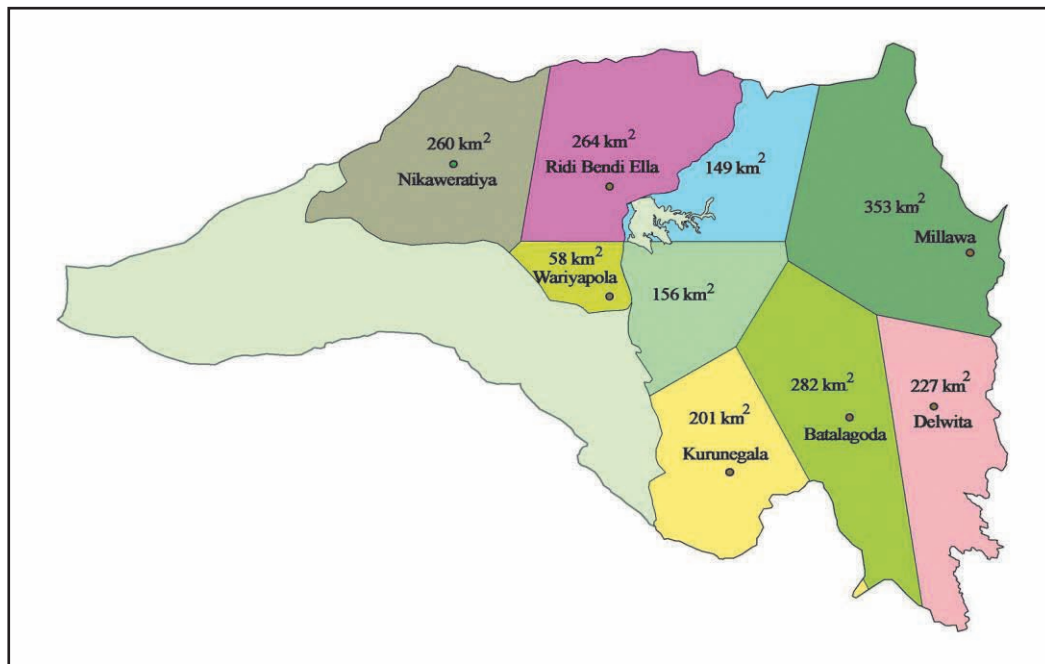 260 km²
Nikaweratiya
264 km²
Ridi Bendi Ella
149 km²
353 km²
Millawa
58 km²
Wariyapola
156 km²
201 km²
Kurunegala
282 km²
Batalagoda
227 km²
Delwita